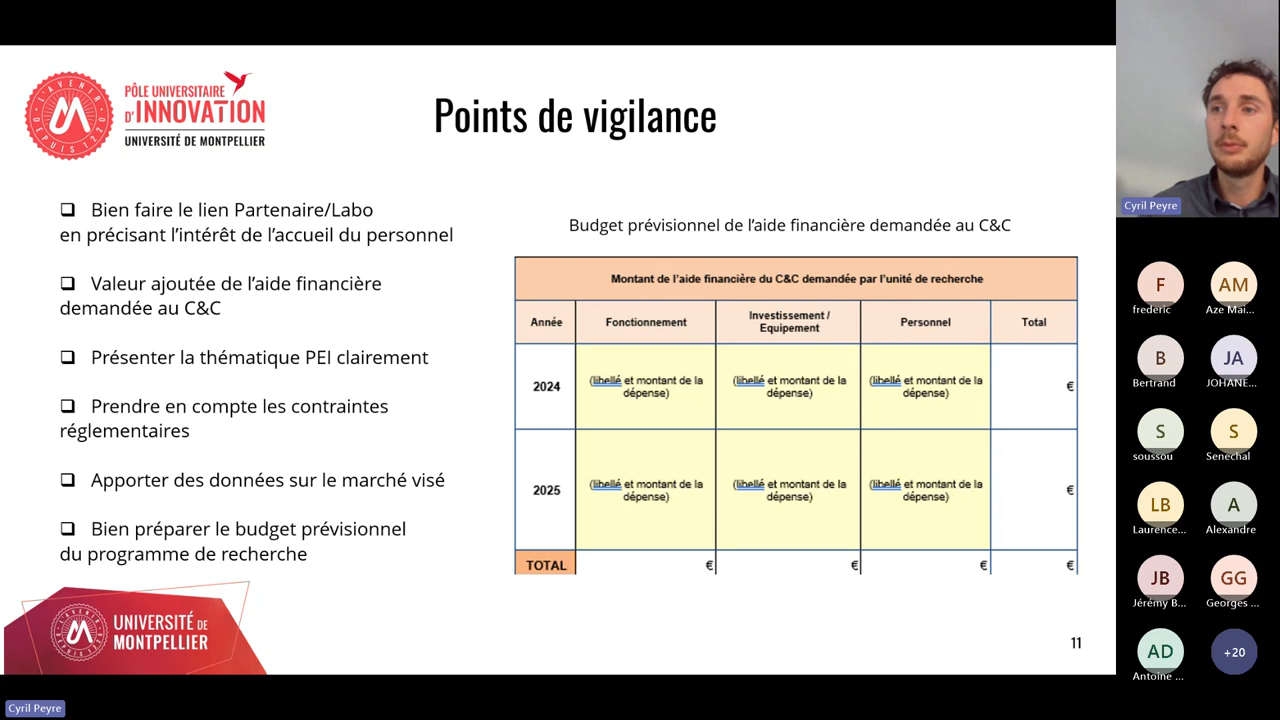 L'AVENIR
DEPUIS 1220
PÔLE UNIVERSITAIRE
D'INNOVATION
UNIVERSITÉ DE MONTPELLIER
Points de vigilance
Bien faire le lien Partenaire/Labo
en précisant l'intérêt de l'accueil du personnel
Valeur ajoutée de l'aide financière
demandée au C&C
Présenter la thématique PEI clairement
Prendre en compte les contraintes
réglementaires
Apporter des données sur le marché visé
Bien préparer le budget prévisionnel
du programme de recherche
Budget prévisionnel de l'aide financière demandée au C&C
Montant de l'aide financière du C&C demandée par l'unité de recherche
Année
Fonctionnement
Investissement /
Equipement
Personnel
Total
2024
(libellé et montant de la
dépense)
(libellé et montant de la
dépense)
(libellé et montant de la
dépense)
€
2025
(libellé et montant de la
dépense)
(libellé et montant de la
dépense)
(libellé et montant de la
dépense)
€
TOTAL
€
€
€
€
UNIVERSITÉ DE
MONTPELLIER
11
Cyril Peyre
F
frederic
AM
Aze Mai...
B
Bertrand
JA
JOHANE...
S
soussou
S
Senechal
LB
Laurence...
A
Alexandre
JB
Jérémy B...
GG
Georges ...
AD
Antoine ...
+20
Cyril Peyre